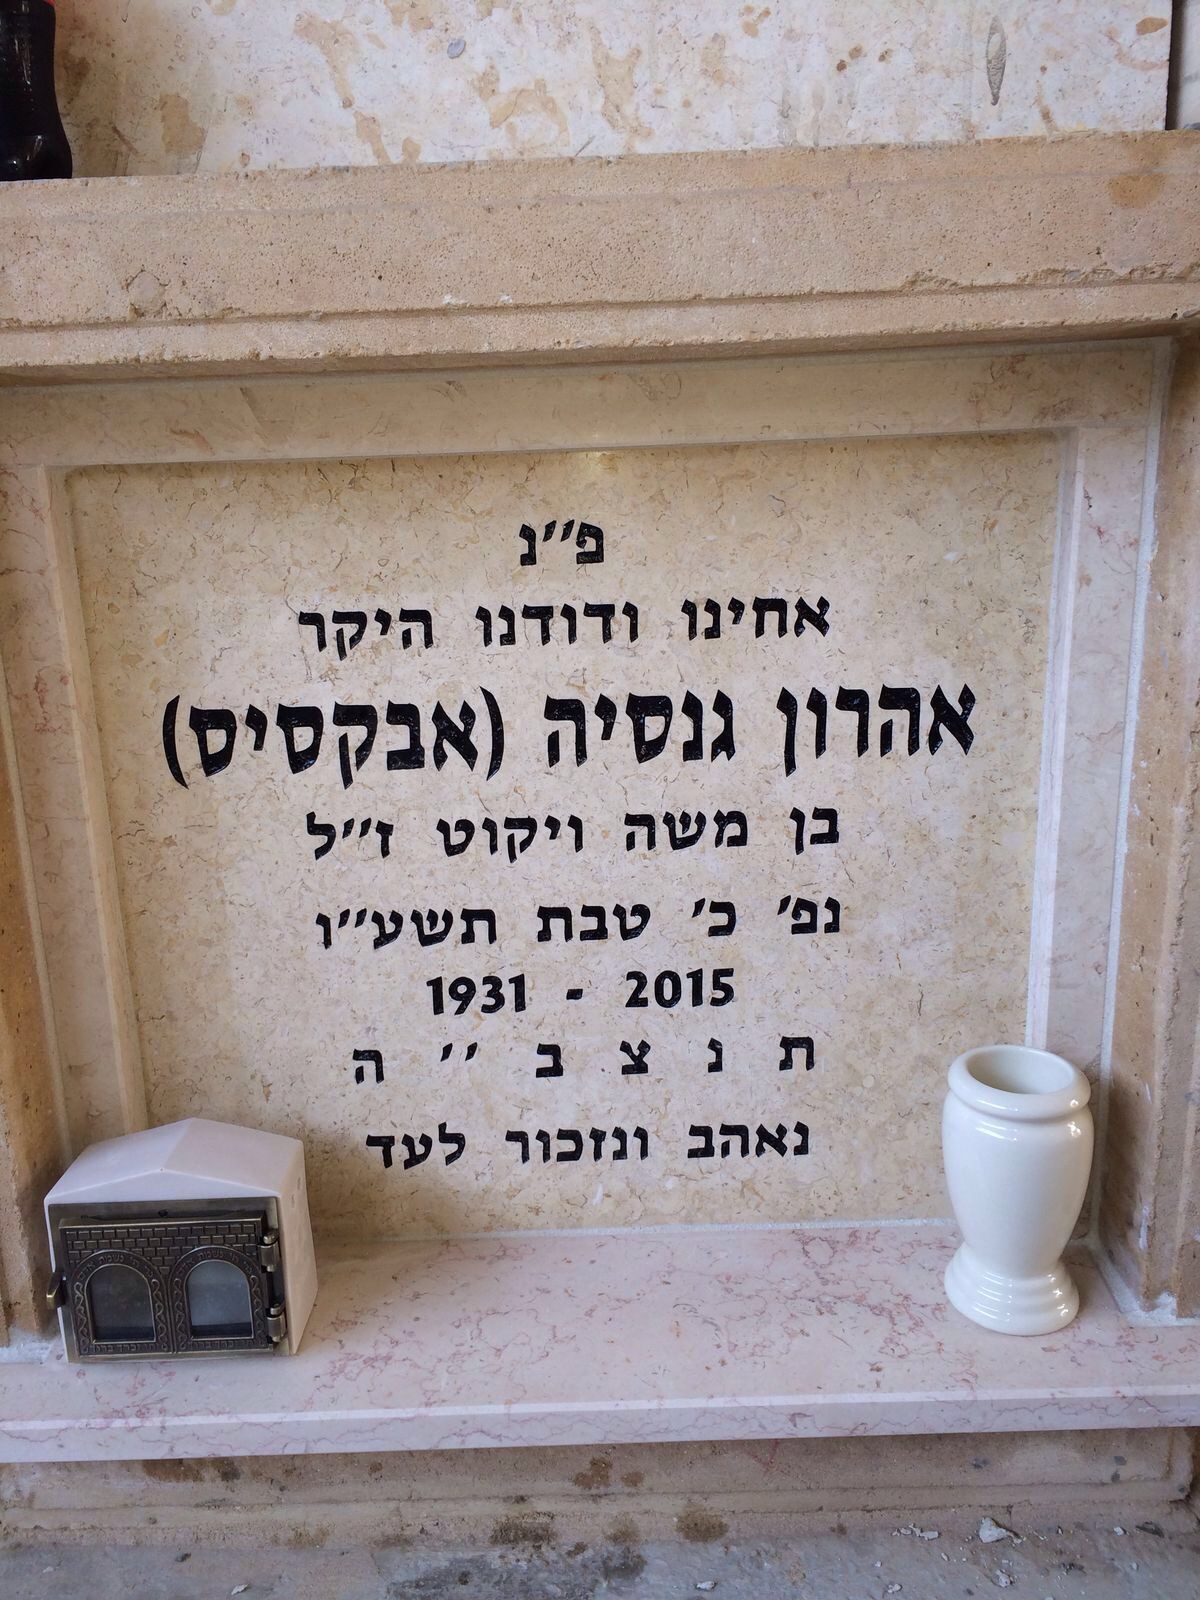 פ״נ
אחינו ודודנו היקר
אהרון גנסיה (אבקסיס)
בן משה ויקוט ז״ל
נפ׳ כ׳ טבת תשע״ו
1931 - 2015
ת נ צ ב ״ ה
נאהב ונזכור לעד